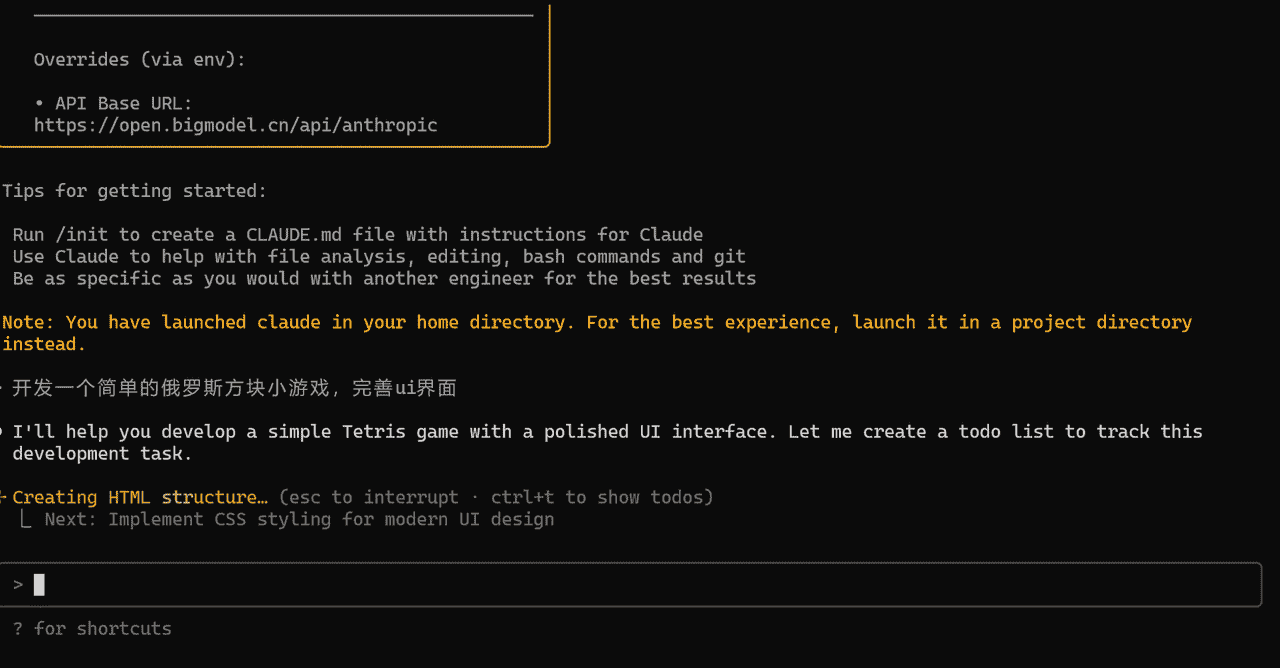 Overrides (via env):
• API Base URL:
https://open.bigmodel.cn/api/anthropic
Tips for getting started:
Run /init to create a CLAUDE.md file with instructions for Claude
Use Claude to help with file analysis, editing, bash commands and git
Be as specific as you would with another engineer for the best results
Note: You have launched claude in your home directory. For the best experience, launch it in a project directory
instead.
> 开发一个简单的俄罗斯方块小游戏，完善ui界面
● I'll help you develop a simple Tetris game with a polished UI interface. Let me create a todo list to track this
development task.
Creating HTML structure… (esc to interrupt · ctrl+t to show todos)
⎿ Next: Implement CSS styling for modern UI design
>
? for shortcuts